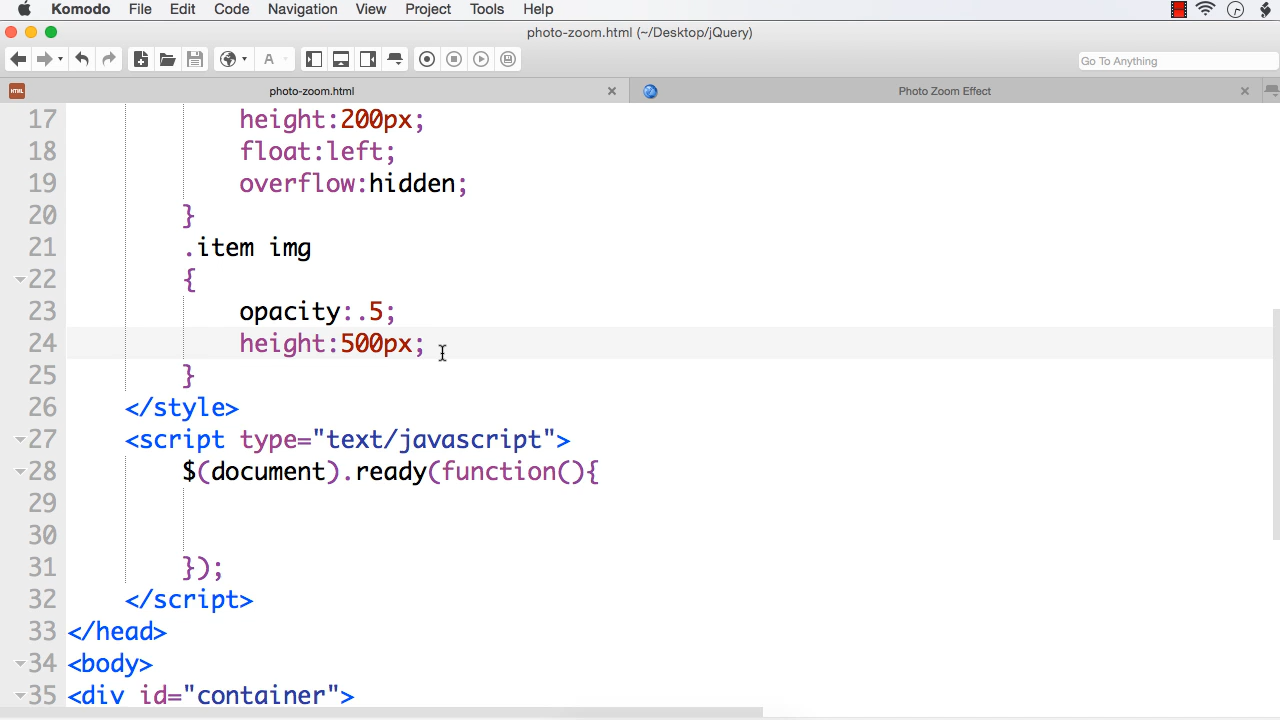 Komodo File Edit Code Navigation View Project Tools Help
photo-zoom.html (~/Desktop/jQuery)
A
Go To Anything
HTML photo-zoom.html Photo Zoom Effect
17 height:200px;
18 float:left;
19 overflow:hidden;
20 }
21 .item img
22 {
23 opacity:.5;
24 height:500px;
25 }
26 </style>
27 <script type="text/javascript">
28 $(document).ready(function(){
29
30
31 });
32 </script>
33 </head>
34 <body>
35 <div id="container">